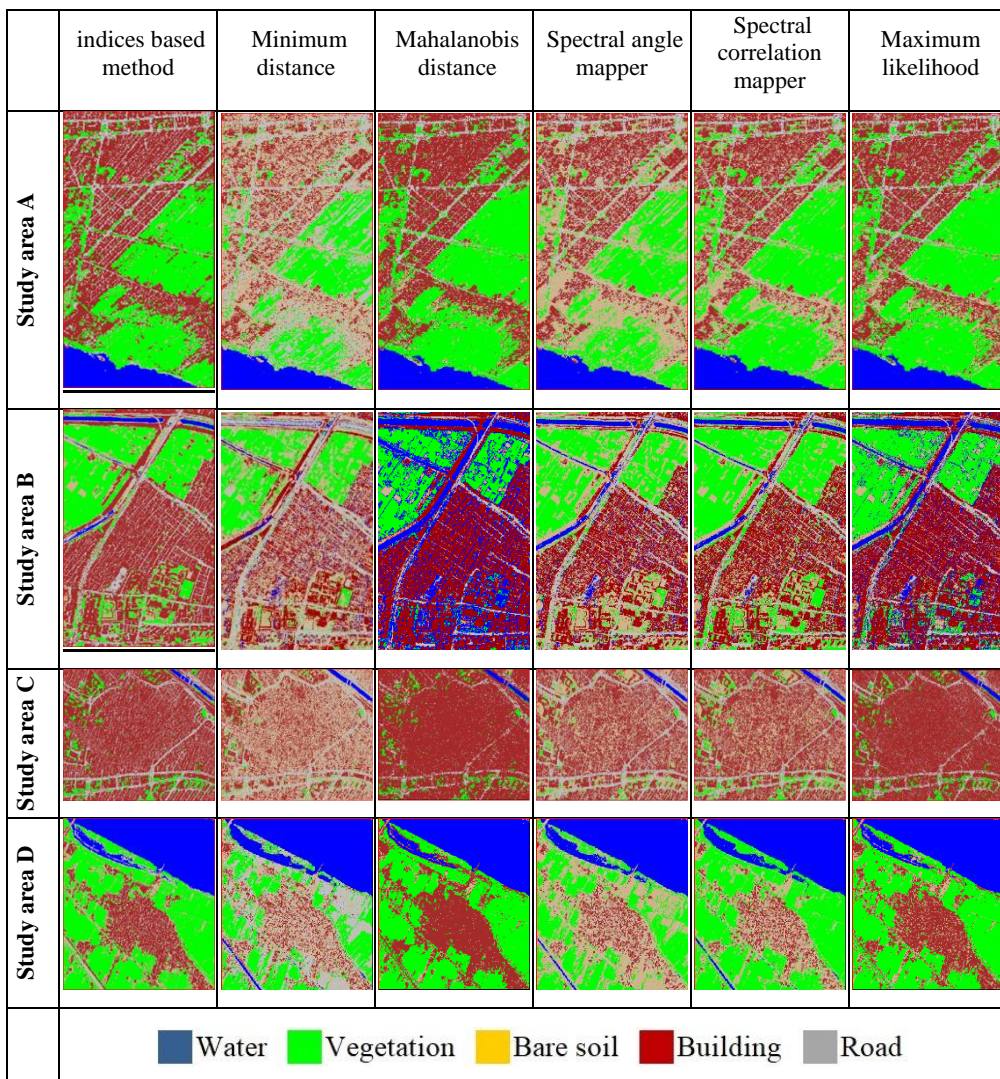 indices based
method
Minimum
distance
Mahalanobis
distance
Spectral angle
mapper
Spectral
correlation
mapper
Maximum
likelihood
Study area A
Study area B
Study area C
Study area D
Water
Vegetation
Bare soil
Building
Road